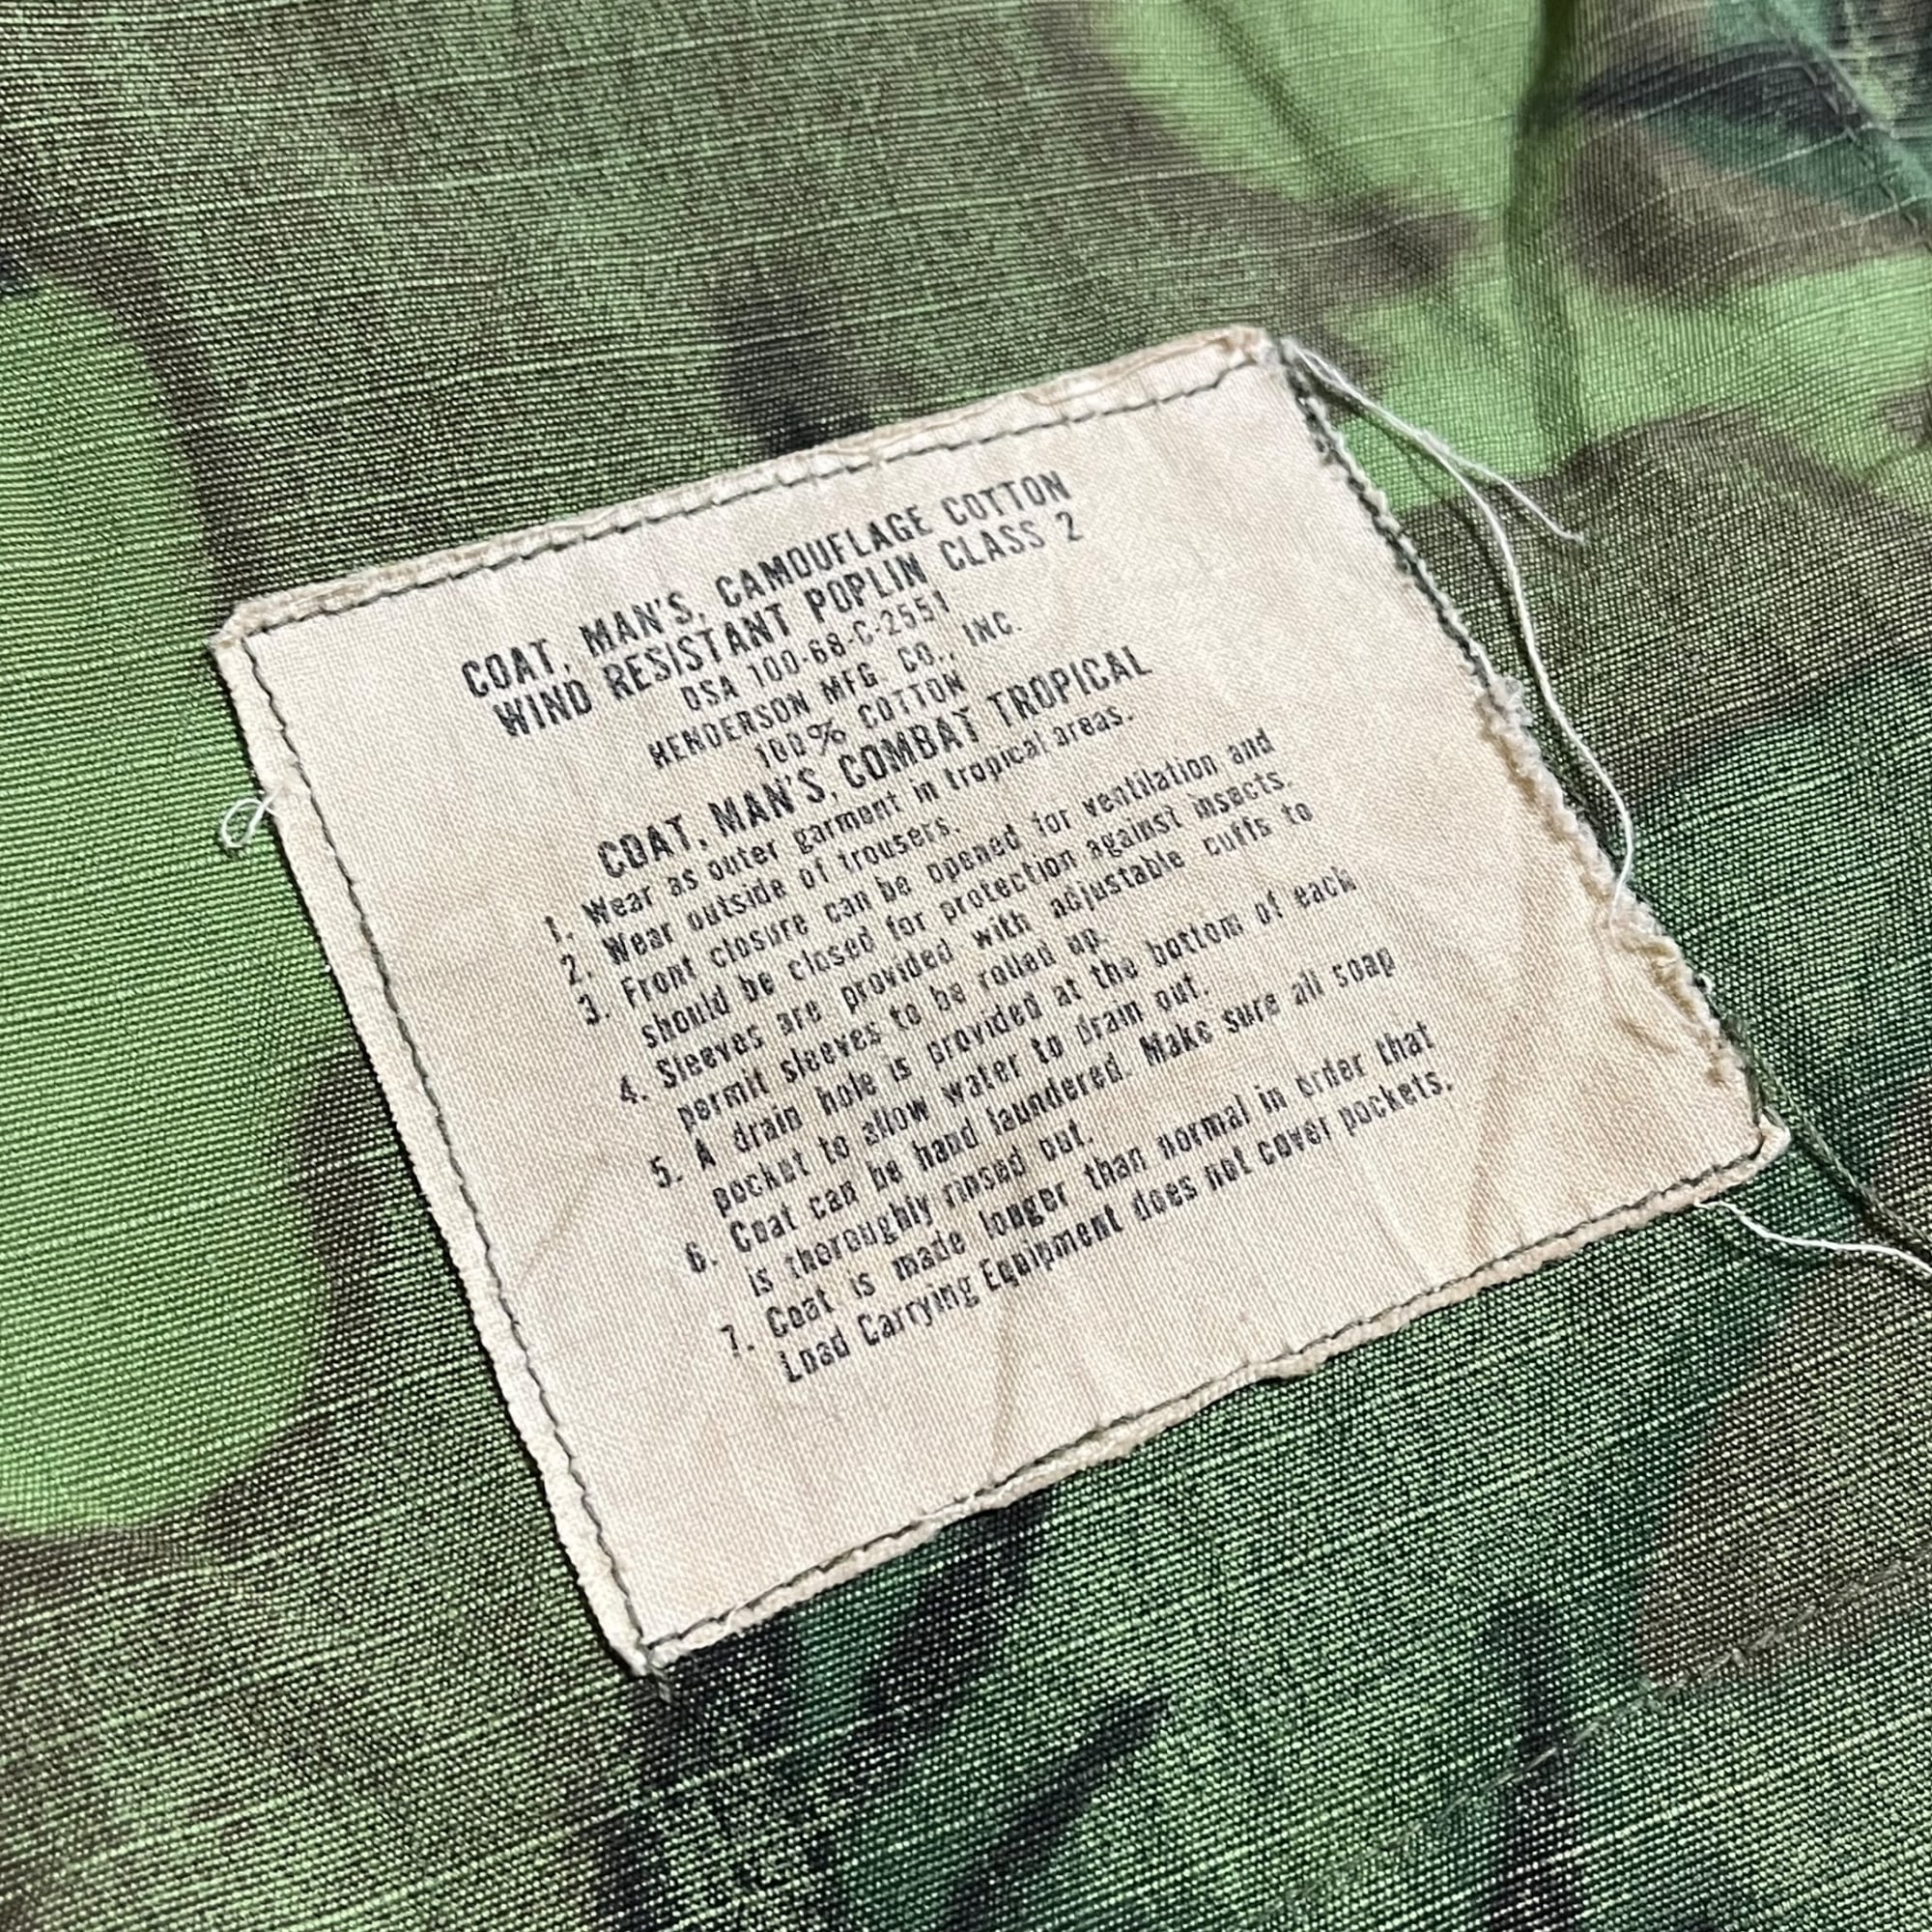 COAT, MAN'S, CAMOUFLAGE COTTON
WIND RESISTANT POPLIN CLASS 2
DSA 100-68-C-2551
HENDERSON MFG. CO., INC.
100% COTTON
COAT, MAN'S, COMBAT TROPICAL
1. Wear as outer garment in tropical areas.
2. Wear outside of trousers.
3. Front closure can be opened for ventilation and
should be closed for protection against insects.
4. Sleeves are provided with adjustable cuffs to
permit sleeves to be rolled up.
5. A drain hole is provided at the bottom of each
pocket to allow water to drain out.
6. Coat can be hand laundered. Make sure all soap
is thoroughly rinsed out.
7. Coat is made longer than normal in order that
Load Carrying Equipment does not cover pockets.